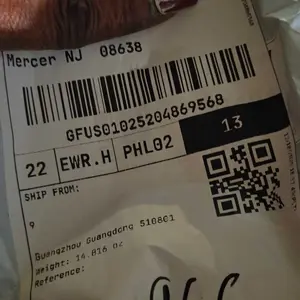 Mercer NJ 08638
GFUS01025204869568
22 EWR.H PHL02 13
SHIP FROM:
9
Guangzhou Guangdong 510801
Weight: 14.816 oz
Reference: